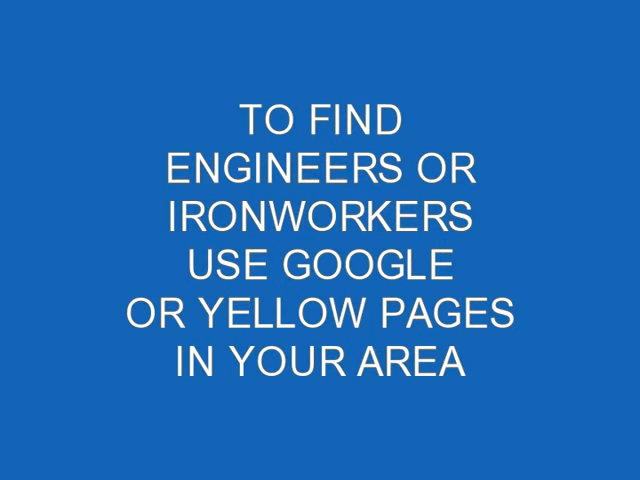 TO FIND
ENGINEERS OR
IRONWORKERS
USE GOOGLE
OR YELLOW PAGES
IN YOUR AREA